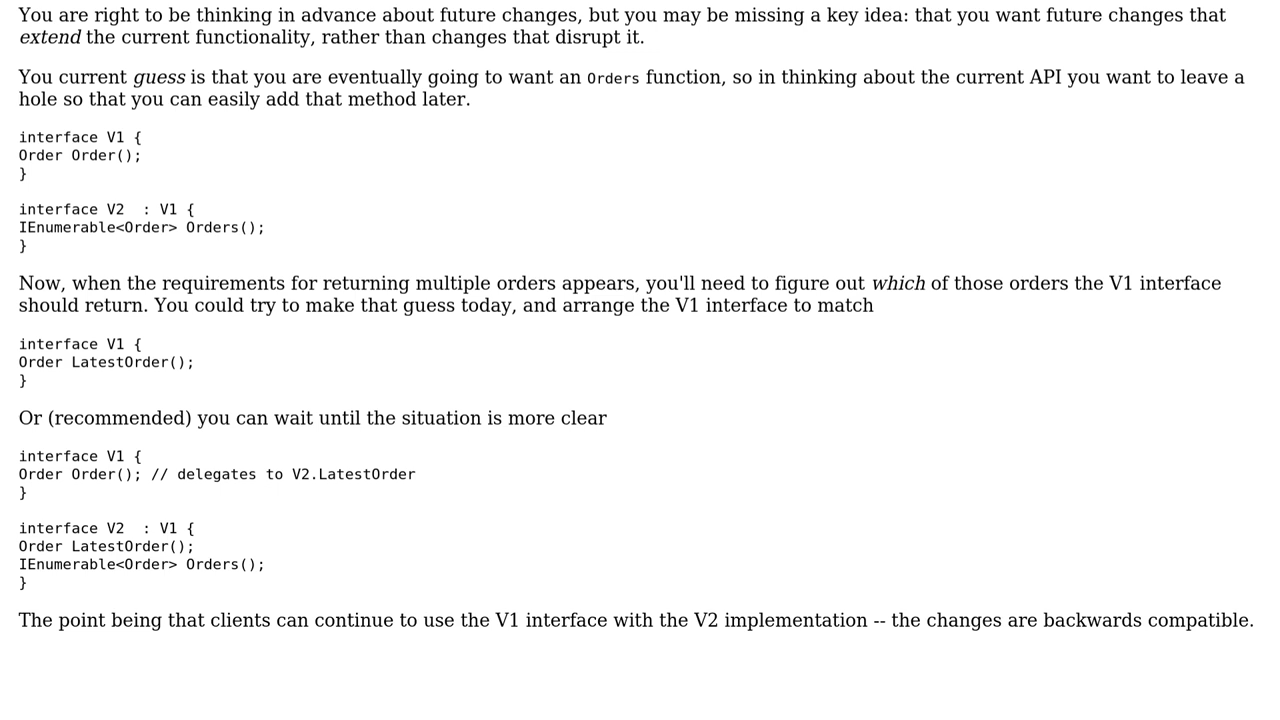 You are right to be thinking in advance about future changes, but you may be missing a key idea: that you want future changes that
extend the current functionality, rather than changes that disrupt it.
You current guess is that you are eventually going to want an Orders function, so in thinking about the current API you want to leave a
hole so that you can easily add that method later.
interface V1 {
Order Order();
}
interface V2  : V1 {
IEnumerable<Order> Orders();
}
Now, when the requirements for returning multiple orders appears, you'll need to figure out which of those orders the V1 interface
should return. You could try to make that guess today, and arrange the V1 interface to match
interface V1 {
Order LatestOrder();
}
Or (recommended) you can wait until the situation is more clear
interface V1 {
Order Order(); // delegates to V2.LatestOrder
}
interface V2  : V1 {
Order LatestOrder();
IEnumerable<Order> Orders();
}
The point being that clients can continue to use the V1 interface with the V2 implementation -- the changes are backwards compatible.